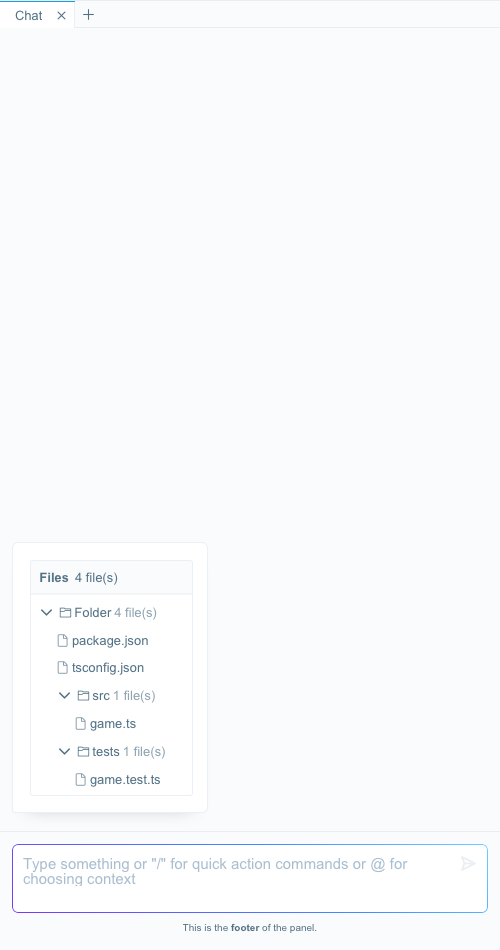 Chat
Files 4 file(s)
Folder 4 file(s)
package.json
tsconfig.json
src 1 file(s)
game.ts
tests 1 file(s)
game.test.ts
Type something or "/" for quick action commands or @ for
choosing context
This is the footer of the panel.